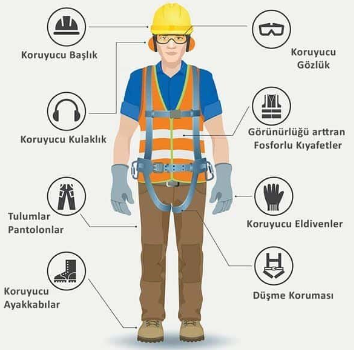 Koruyucu Başlık
Koruyucu
Gözlük
Koruyucu Kulaklık
Görünürlüğü arttran
Fosforlu Kıyafetler
Tulumlar
Pantolonlar
Koruyucu Eldivenler
Koruyucu
Ayakkabılar
Düşme Koruması